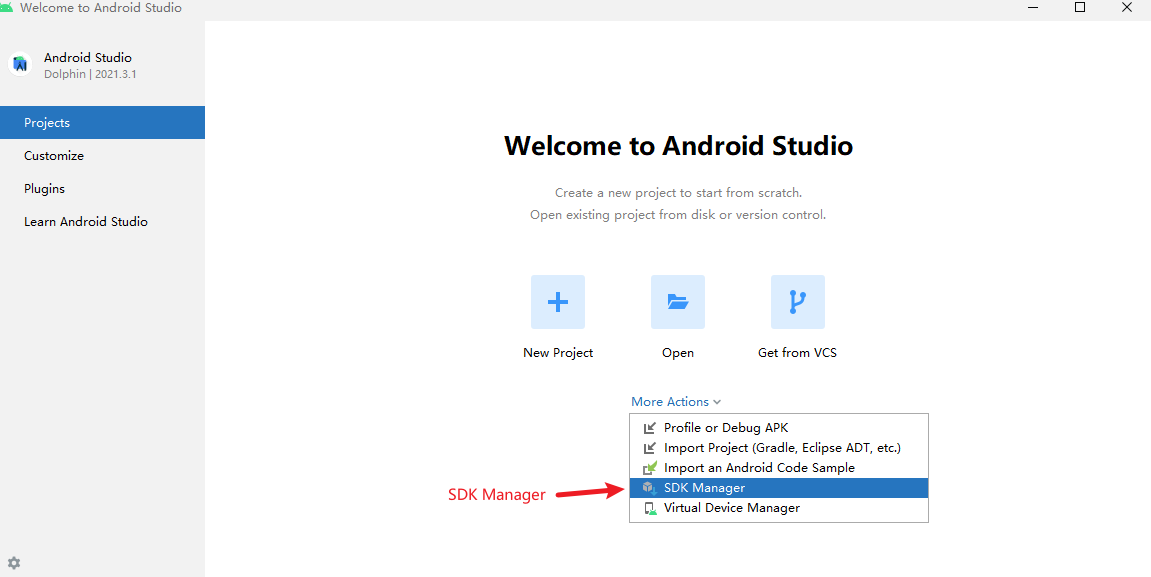 Welcome to Android Studio
Android Studio
Dolphin | 2021.3.1
Projects
Customize
Plugins
Learn Android Studio
Welcome to Android Studio
Create a new project to start from scratch.
Open existing project from disk or version control.
New Project
Open
Get from VCS
More Actions
Profile or Debug APK
Import Project (Gradle, Eclipse ADT, etc.)
Import an Android Code Sample
SDK Manager
SDK Manager
Virtual Device Manager